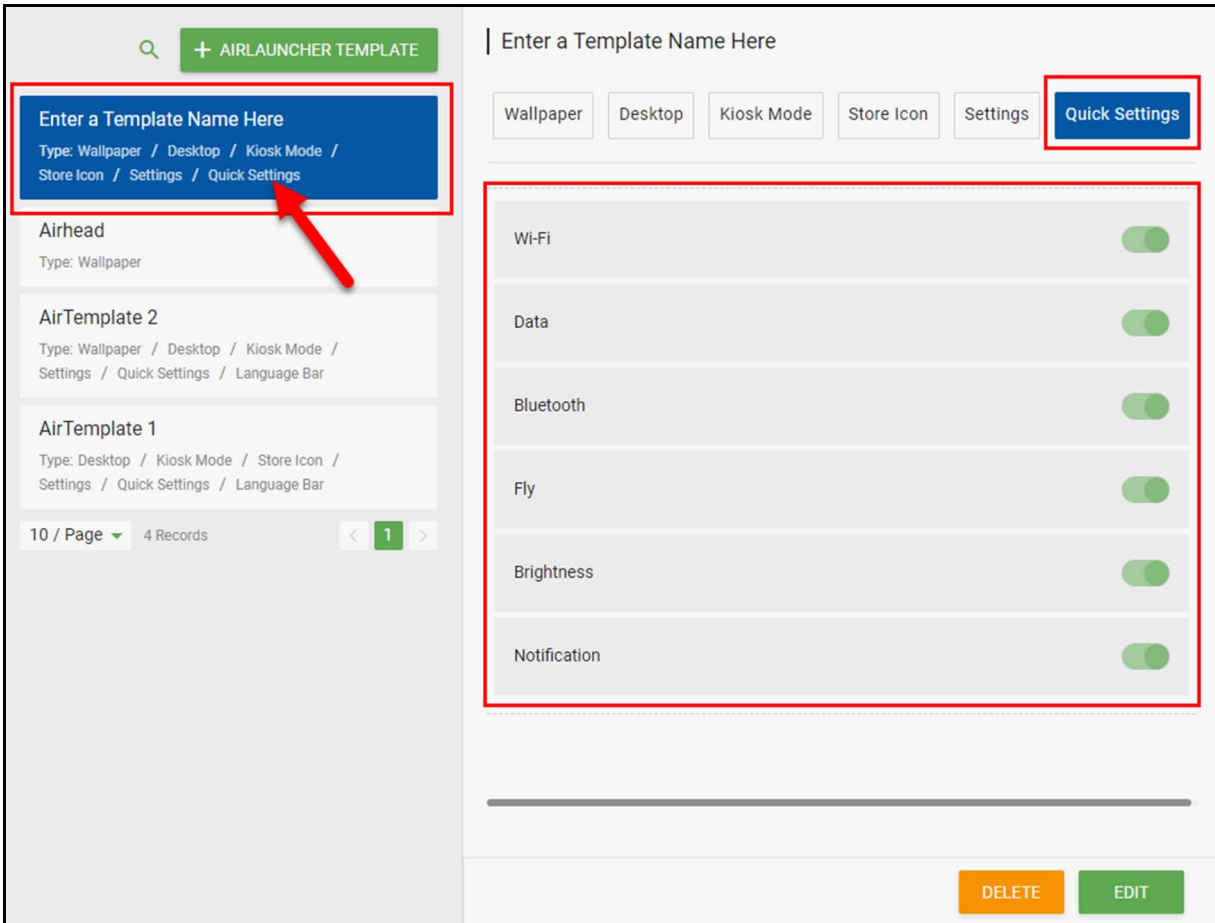 + AIRLAUNCHER TEMPLATE
Enter a Template Name Here
Type: Wallpaper / Desktop / Kiosk Mode /
Store Icon / Settings / Quick Settings
Airhead
Type: Wallpaper
AirTemplate 2
Type: Wallpaper / Desktop / Kiosk Mode /
Settings / Quick Settings / Language Bar
AirTemplate 1
Type: Desktop / Kiosk Mode / Store Icon /
Settings / Quick Settings / Language Bar
10 / Page 4 Records < 1 >
Enter a Template Name Here
Wallpaper Desktop Kiosk Mode Store Icon Settings Quick Settings
Wi-Fi
Data
Bluetooth
Fly
Brightness
Notification
DELETE EDIT